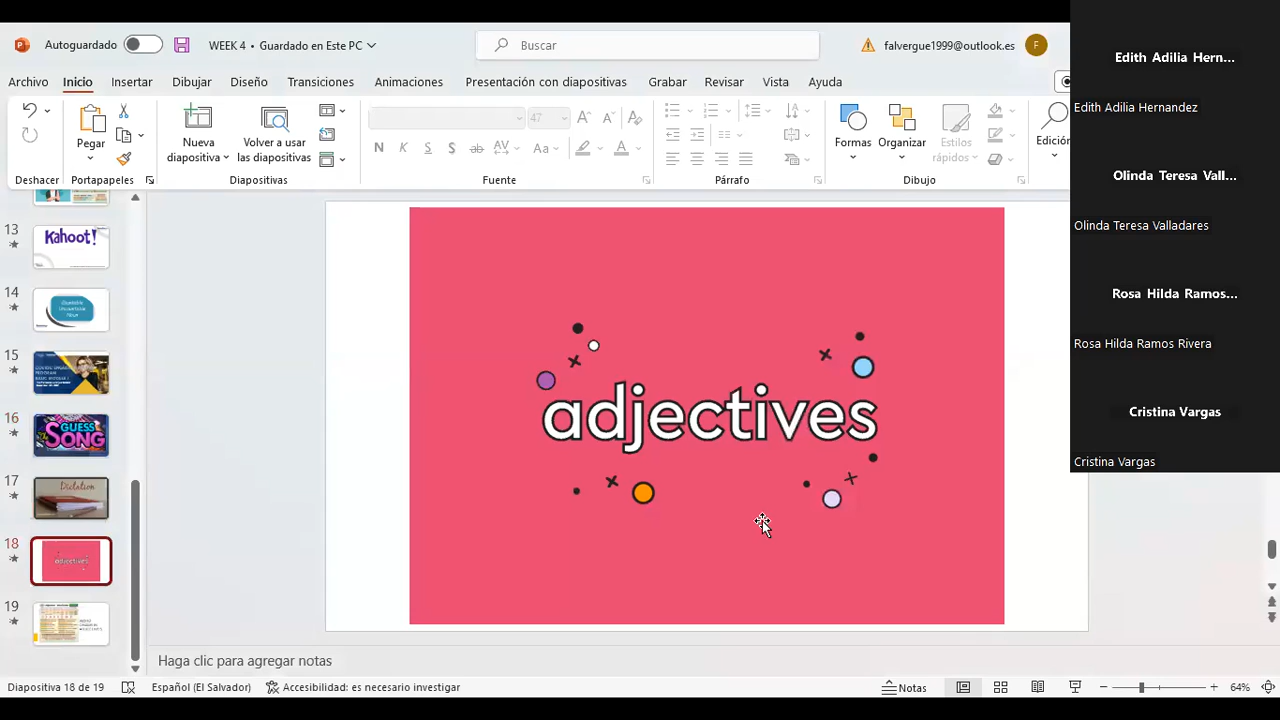 Autoguardado
WEEK 4 • Guardado en Este PC
Buscar
falvergue1999@outlook.es
F
Archivo Inicio Insertar Dibujar Diseño Transiciones Animaciones Presentación con diapositivas Grabar Revisar Vista Ayuda
Pegar
Nueva diapositiva
Volver a usar las diapositivas
47
N K S S ab AV Aa A
Formas
Organizar
Estilos rápidos
Edición
Deshacer
Portapapeles
Diapositivas
Fuente
Párrafo
Dibujo
13
Kahoot!
14
15
16
GUESS
SONG
17
Dictation
18
adjectives
19
adjectives
Haga clic para agregar notas
Diapositiva 18 de 19
Español (El Salvador)
Accesibilidad: es necesario investigar
Notas
64%
Edith Adilia Hern...
Edith Adilia Hernandez
Olinda Teresa Vall...
Olinda Teresa Valladares
Rosa Hilda Ramos...
Rosa Hilda Ramos Rivera
Cristina Vargas
Cristina Vargas